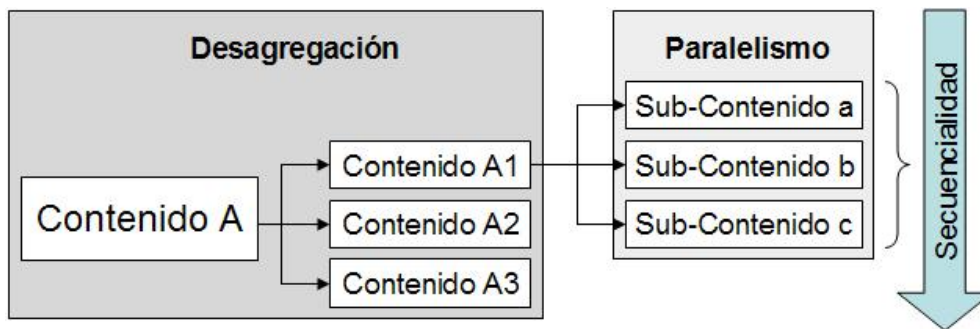 Desagregación
Contenido A
Contenido A1
Contenido A2
Contenido A3
Paralelismo
Sub-Contenido a
Sub-Contenido b
Sub-Contenido c
Secuencialidad